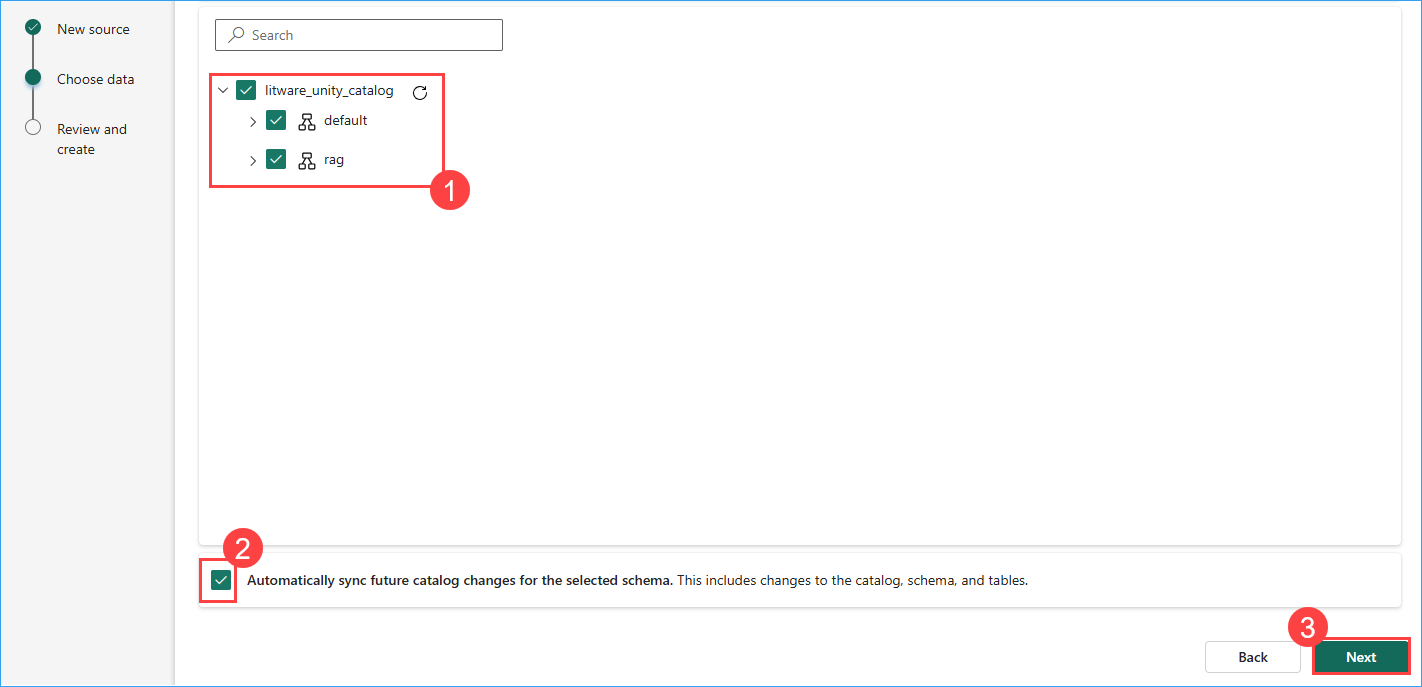 New source
Choose data
Review and
create
Search
litware_unity_catalog
default
rag
1
2
Automatically sync future catalog changes for the selected schema. This includes changes to the catalog, schema, and tables.
3
Back
Next